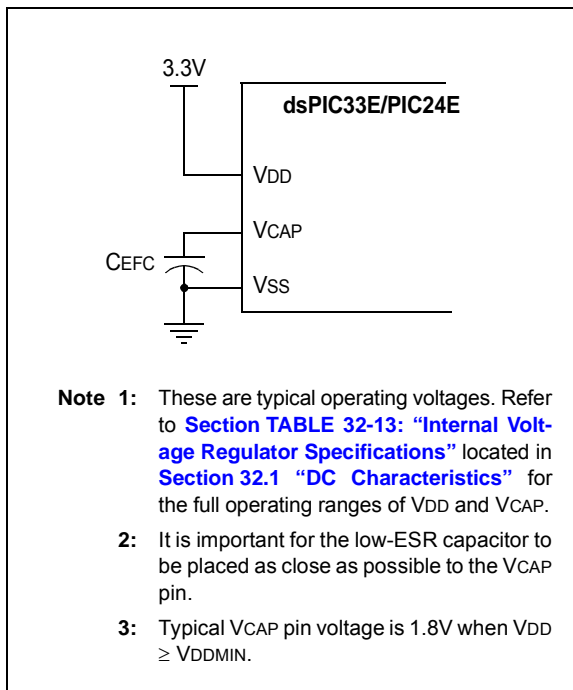 3.3V
dsPIC33E/PIC24E
VDD
VCAP
CEFC
VSS
Note 1: These are typical operating voltages. Refer
to Section TABLE 32-13: “Internal Volt-
age Regulator Specifications” located in
Section 32.1 “DC Characteristics” for
the full operating ranges of VDD and VCAP.
2: It is important for the low-ESR capacitor to
be placed as close as possible to the VCAP
pin.
3: Typical VCAP pin voltage is 1.8V when VDD
≥ VDDMIN.